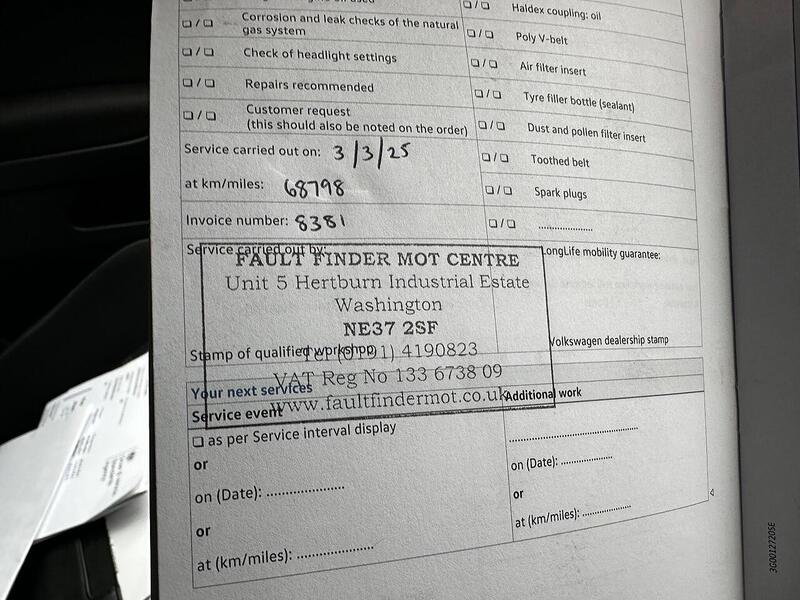 ❏ / ❏ Corrosion and leak checks of the natural
gas system
❏ / ❏ Check of headlight settings
❏ / ❏ Repairs recommended
❏ / ❏ Customer request
(this should also be noted on the order)
Service carried out on: 3/3/25
at km/miles: 68798
Invoice number: 8381
❏ / ❏ Haldex coupling: oil
❏ / ❏ Poly V-belt
❏ / ❏ Air filter insert
❏ / ❏ Tyre filler bottle (sealant)
❏ / ❏ Dust and pollen filter insert
❏ / ❏ Toothed belt
❏ / ❏ Spark plugs
❏ / ❏ .....................
Service carried out by:
FAULT FINDER MOT CENTRE
Unit 5 Hertburn Industrial Estate
Washington
NE37 2SF
Tel (0191) 4190823
VAT Reg No 133 6738 09
www.faultfindermot.co.uk
Stamp of qualified workshop
LongLife mobility guarantee:
Volkswagen dealership stamp
Your next services
Service event
❏ as per Service interval display
or
on (Date): .....................
or
at (km/miles): .....................
Additional work
...................................
on (Date): ..............
or
at (km/miles): ..............
3G0012720SE